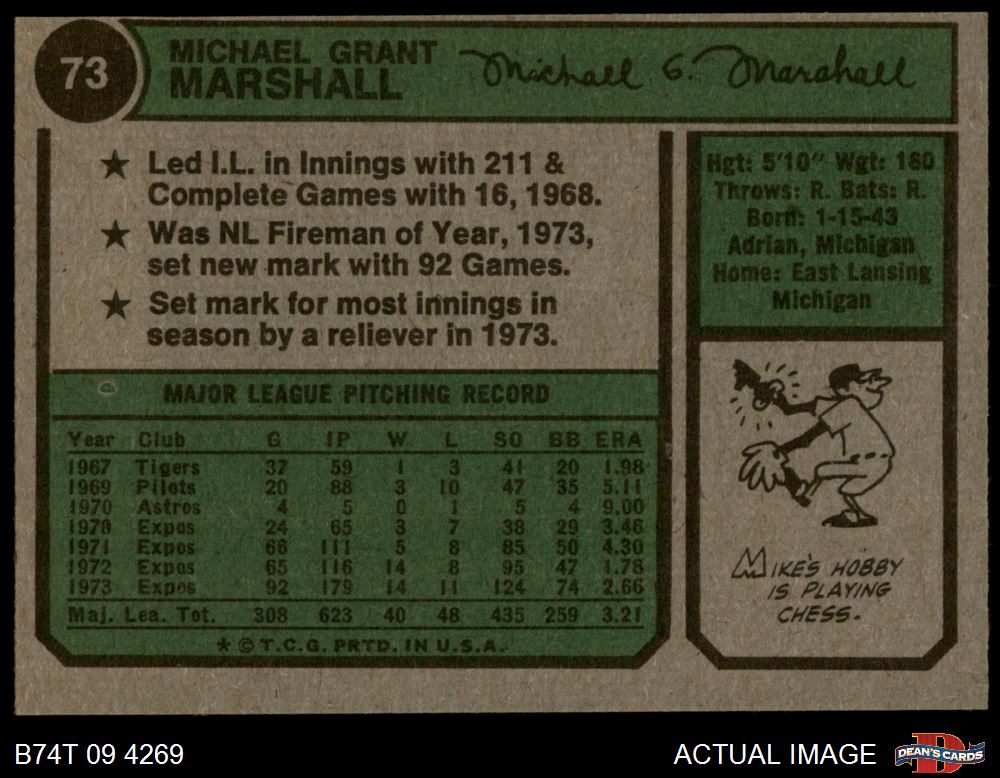 73
MICHAEL GRANT
MARSHALL
Michael G. Marshall
★ Led I.L. in Innings with 211 &
Complete Games with 16, 1968.
★ Was NL Fireman of Year, 1973,
set new mark with 92 Games.
★ Set mark for most innings in
season by a reliever in 1973.
Hgt: 5'10" Wgt: 180
Throws: R. Bats: R.
Born: 1-15-43
Adrian, Michigan
Home: East Lansing
Michigan
MAJOR LEAGUE PITCHING RECORD
Year Club G IP W L SO BB ERA
1967 Tigers 37 59 1 3 41 20 1.98
1969 Pilots 20 88 3 10 47 35 5.11
1970 Astros 4 5 0 1 5 4 9.00
1970 Expos 24 65 3 7 38 29 3.46
1971 Expos 66 111 5 8 85 50 4.30
1972 Expos 65 116 14 8 95 47 1.78
1973 Expos 92 179 14 11 124 74 2.66
Maj. Lea. Tot. 308 623 40 48 435 259 3.21
* © T.C.G. PRTD. IN U.S.A.
MIKE'S HOBBY
IS PLAYING
CHESS.
B74T 09 4269
ACTUAL IMAGE
D
DEAN'S CARDS